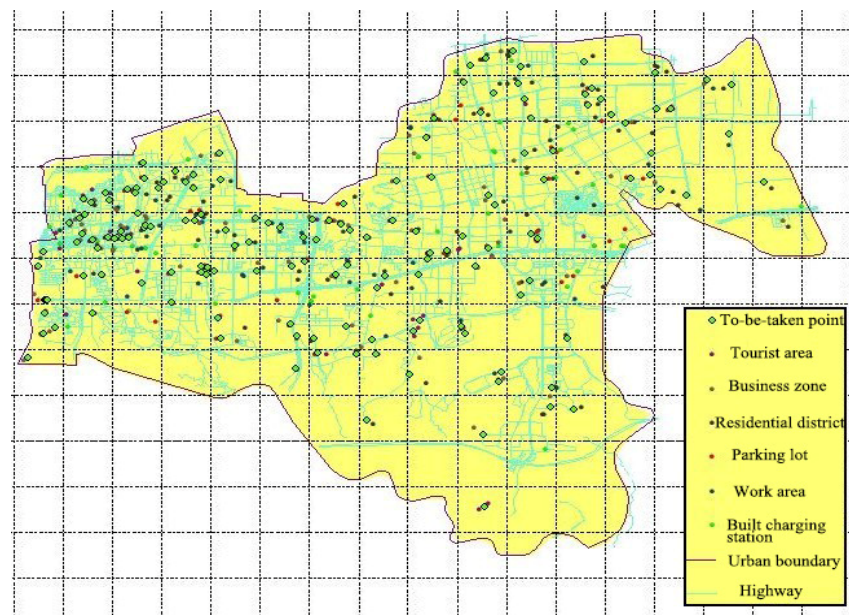 To-be-taken point
Tourist area
Business zone
Residential district
Parking lot
Work area
Built charging
station
Urban boundary
Highway